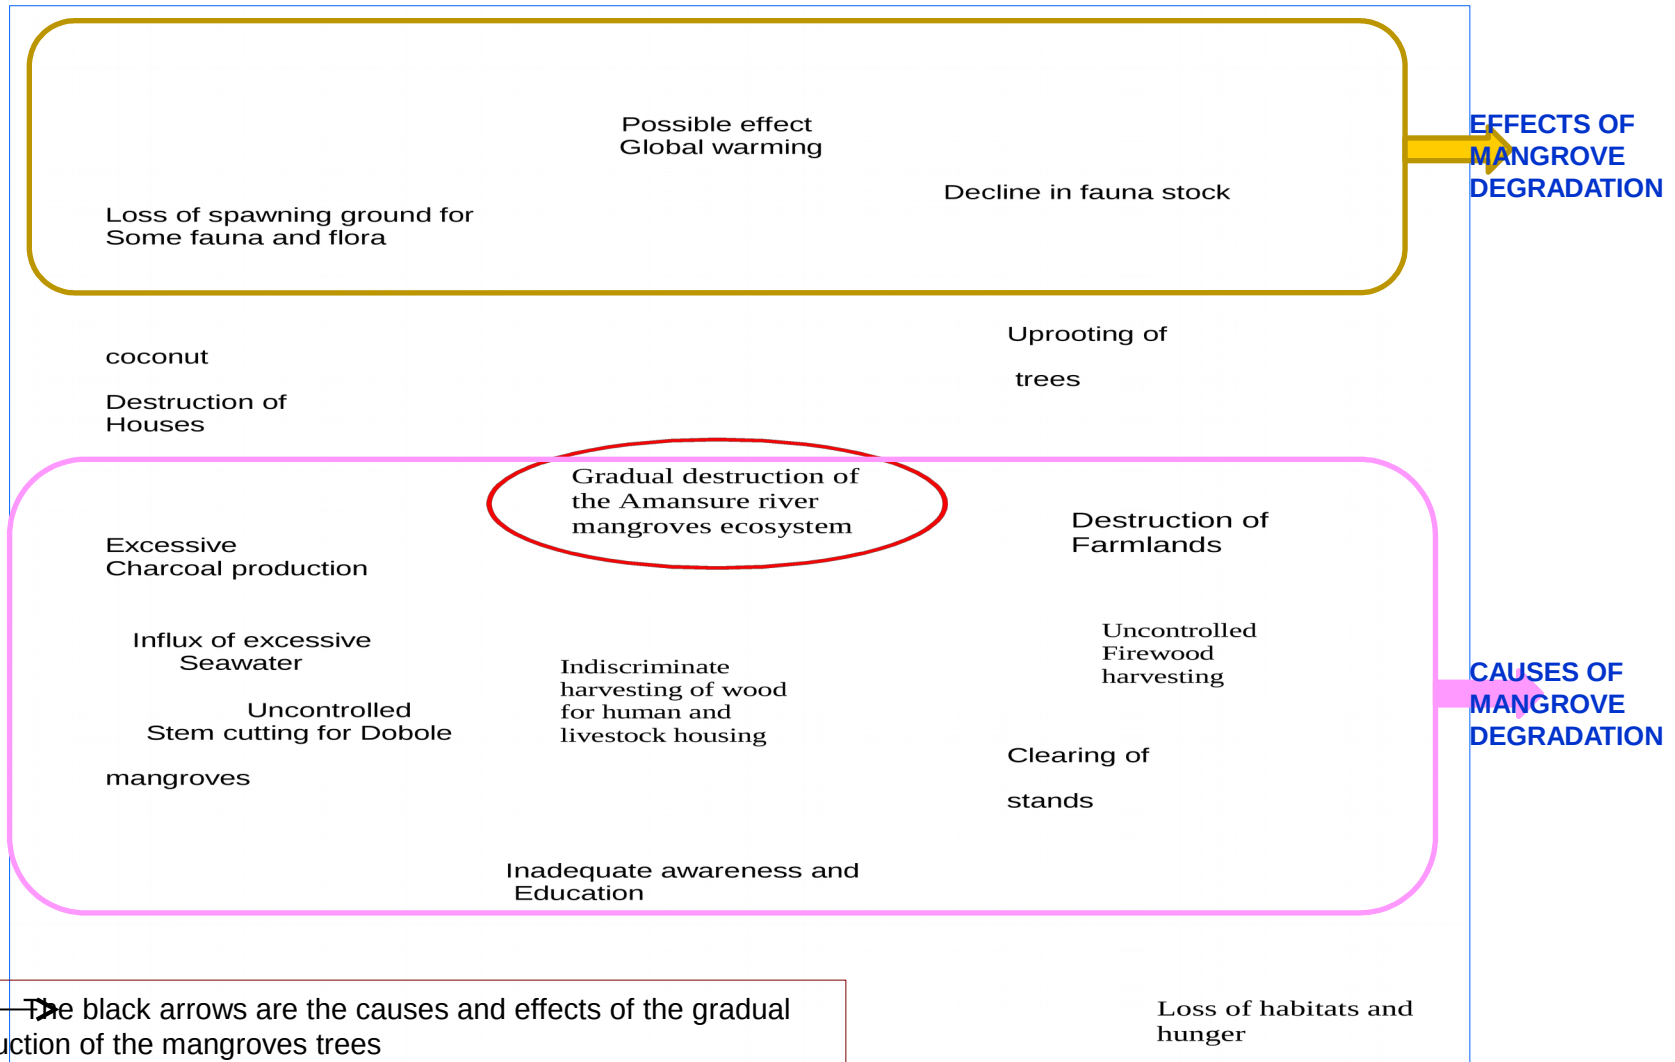 Possible effect
Global warming
EFFECTS OF
MANGROVE
DEGRADATION
Decline in fauna stock
Loss of spawning ground for
Some fauna and flora
Uprooting of
trees
coconut
Destruction of
Houses
Gradual destruction of
the Amansure river
mangroves ecosystem
Destruction of
Farmlands
Excessive
Charcoal production
Influx of excessive
Seawater
Uncontrolled
Stem cutting for Dobole
mangroves
Indiscriminate
harvesting of wood
for human and
livestock housing
Uncontrolled
Firewood
harvesting
CAUSES OF
MANGROVE
DEGRADATION
Clearing of
stands
Inadequate awareness and
Education
The black arrows are the causes and effects of the gradual
uction of the mangroves trees
Loss of habitats and
hunger